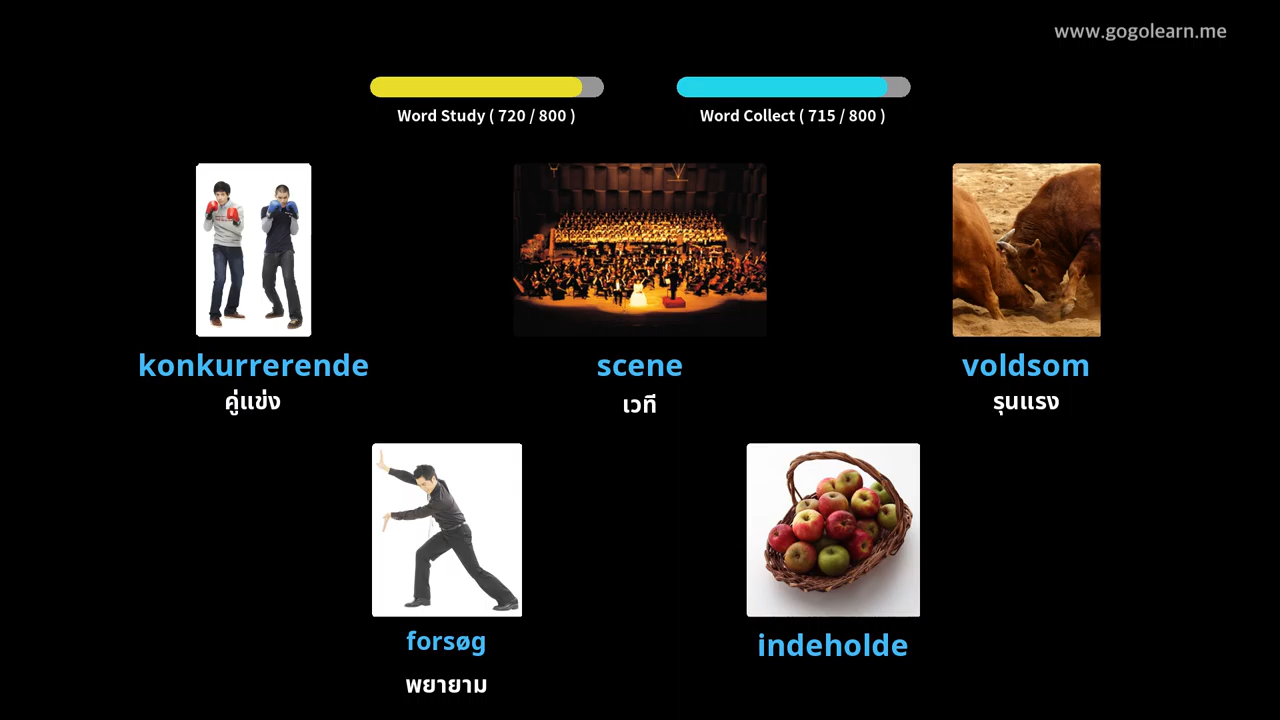 www.gogolearn.me
Word Study ( 720 / 800 )
Word Collect ( 715 / 800 )
konkurrerende
คู่แข่ง
scene
เวที
voldsom
รุนแรง
forsøg
พยายาม
indeholde